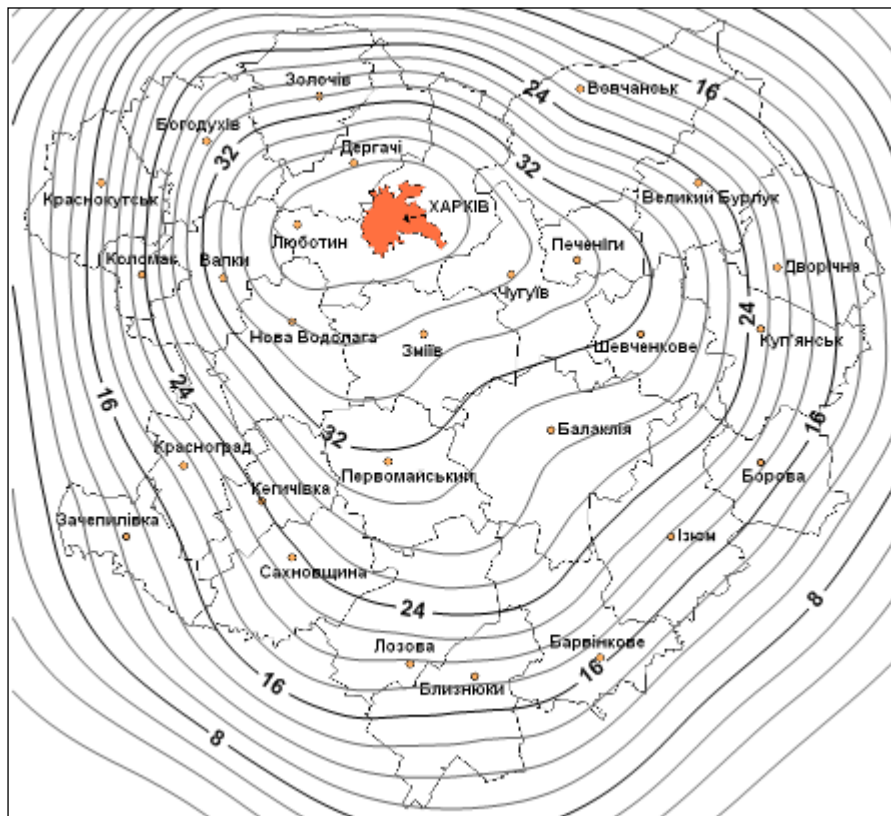 Золочів
24
Вовчанськ
16
Богодухів
32
Дергачі
32
Краснокутськ
ХАРКІВ
Великий Бурлук
Люботин
Печеніги
Коломак
Валки
Чугуїв
Дворічна
24
Нова Водолага
Зміїв
Шевченкове
Куп'янськ
24
16
32
Балаклія
16
Красноград
Первомайський
Борова
Кегичівка
Зачепилівка
Ізюм
Сахновщина
24
8
Лозова
Барвінкове
16
16
Близнюки
8